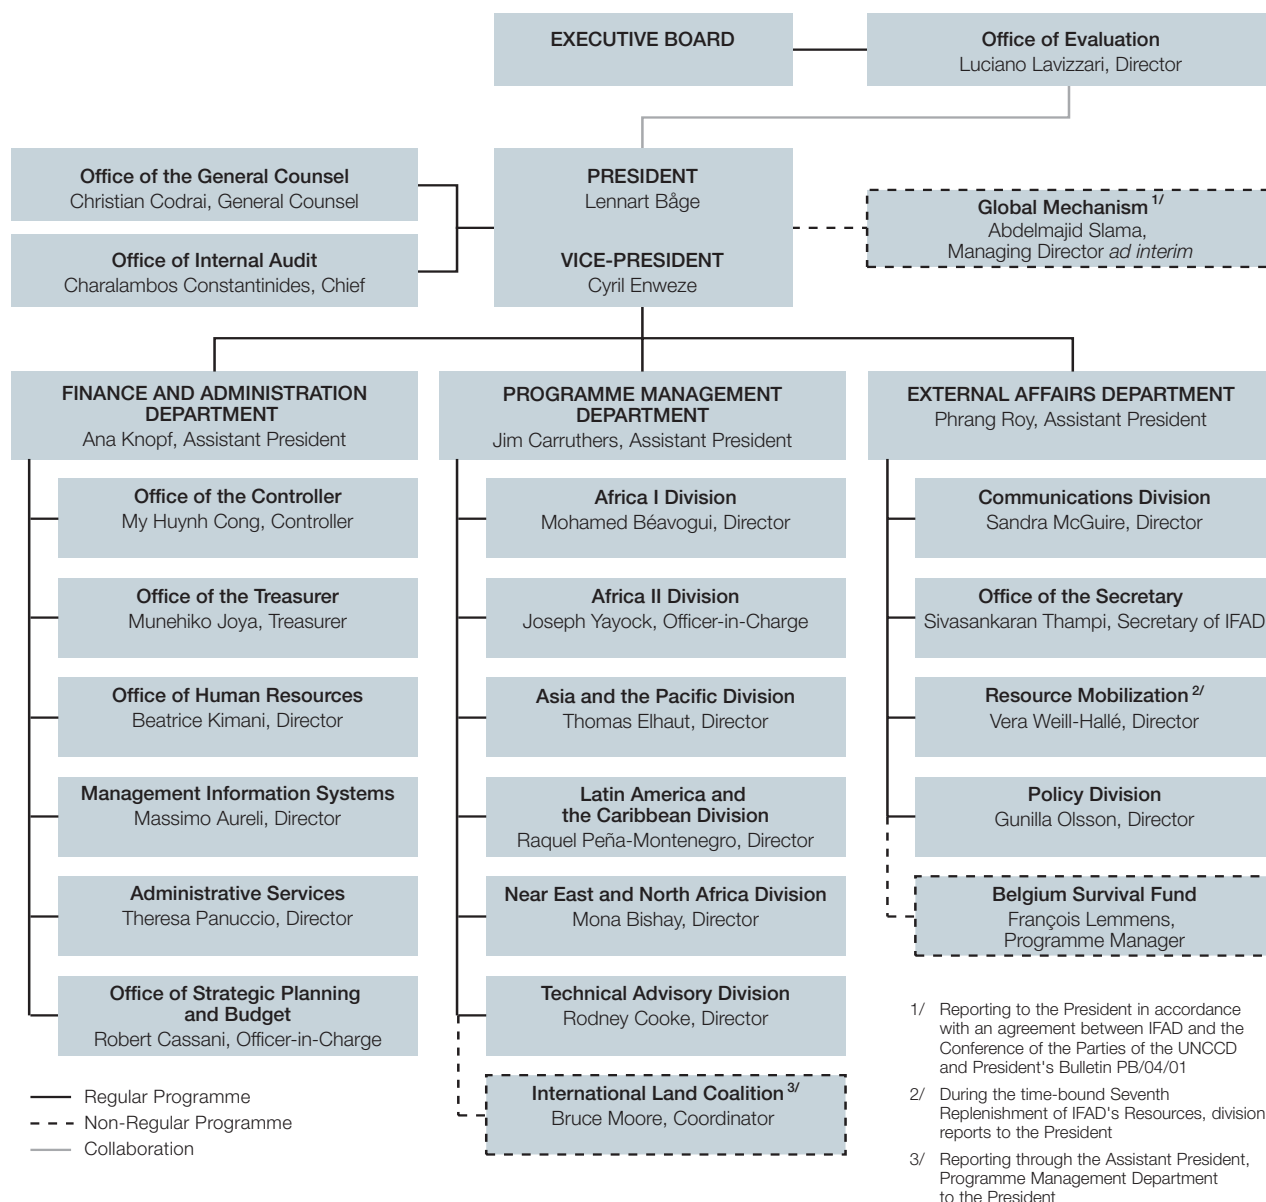 EXECUTIVE BOARD
Office of Evaluation
Luciano Lavizzari, Director
Office of the General Counsel
Christian Codrai, General Counsel
Office of Internal Audit
Charalambos Constantinides, Chief
PRESIDENT
Lennart Båge
VICE-PRESIDENT
Cyril Enweze
Global Mechanism 1/
Abdelmajid Slama,
Managing Director ad interim
FINANCE AND ADMINISTRATION
DEPARTMENT
Ana Knopf, Assistant President
Office of the Controller
My Huynh Cong, Controller
Office of the Treasurer
Munehiko Joya, Treasurer
Office of Human Resources
Beatrice Kimani, Director
Management Information Systems
Massimo Aureli, Director
Administrative Services
Theresa Panuccio, Director
Office of Strategic Planning
and Budget
Robert Cassani, Officer-in-Charge
PROGRAMME MANAGEMENT
DEPARTMENT
Jim Carruthers, Assistant President
Africa I Division
Mohamed Béavogui, Director
Africa II Division
Joseph Yayock, Officer-in-Charge
Asia and the Pacific Division
Thomas Elhaut, Director
Latin America and
the Caribbean Division
Raquel Peña-Montenegro, Director
Near East and North Africa Division
Mona Bishay, Director
Technical Advisory Division
Rodney Cooke, Director
International Land Coalition 3/
Bruce Moore, Coordinator
EXTERNAL AFFAIRS DEPARTMENT
Phrang Roy, Assistant President
Communications Division
Sandra McGuire, Director
Office of the Secretary
Sivasankaran Thampi, Secretary of IFAD
Resource Mobilization 2/
Vera Weill-Hallé, Director
Policy Division
Gunilla Olsson, Director
Belgium Survival Fund
François Lemmens,
Programme Manager
Regular Programme
Non-Regular Programme
Collaboration
1/ Reporting to the President in accordance
with an agreement between IFAD and the
Conference of the Parties of the UNCCD
and President's Bulletin PB/04/01
2/ During the time-bound Seventh
Replenishment of IFAD's Resources, division
reports to the President
3/ Reporting through the Assistant President,
Programme Management Department
to the President